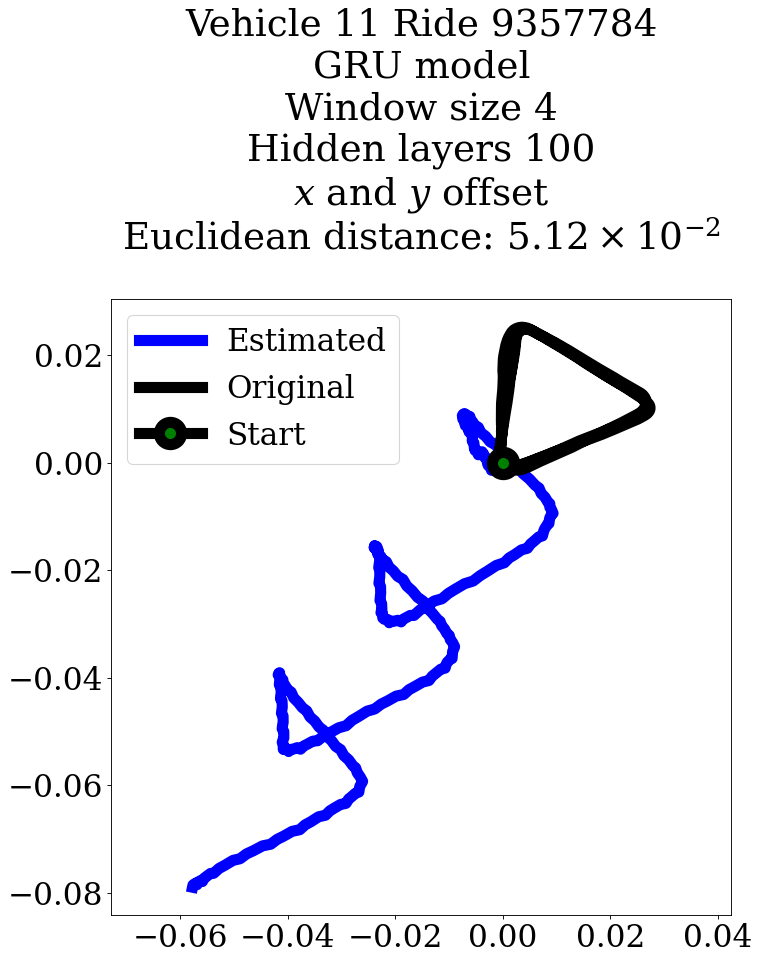 Vehicle 11 Ride 9357784
GRU model
Window size 4
Hidden layers 100
x and y offset
Euclidean distance: 5.12 × 10⁻²
Estimated
Original
Start
0.02
0.00
−0.02
−0.04
−0.06
−0.08
−0.06 −0.04 −0.02 0.00 0.02 0.04